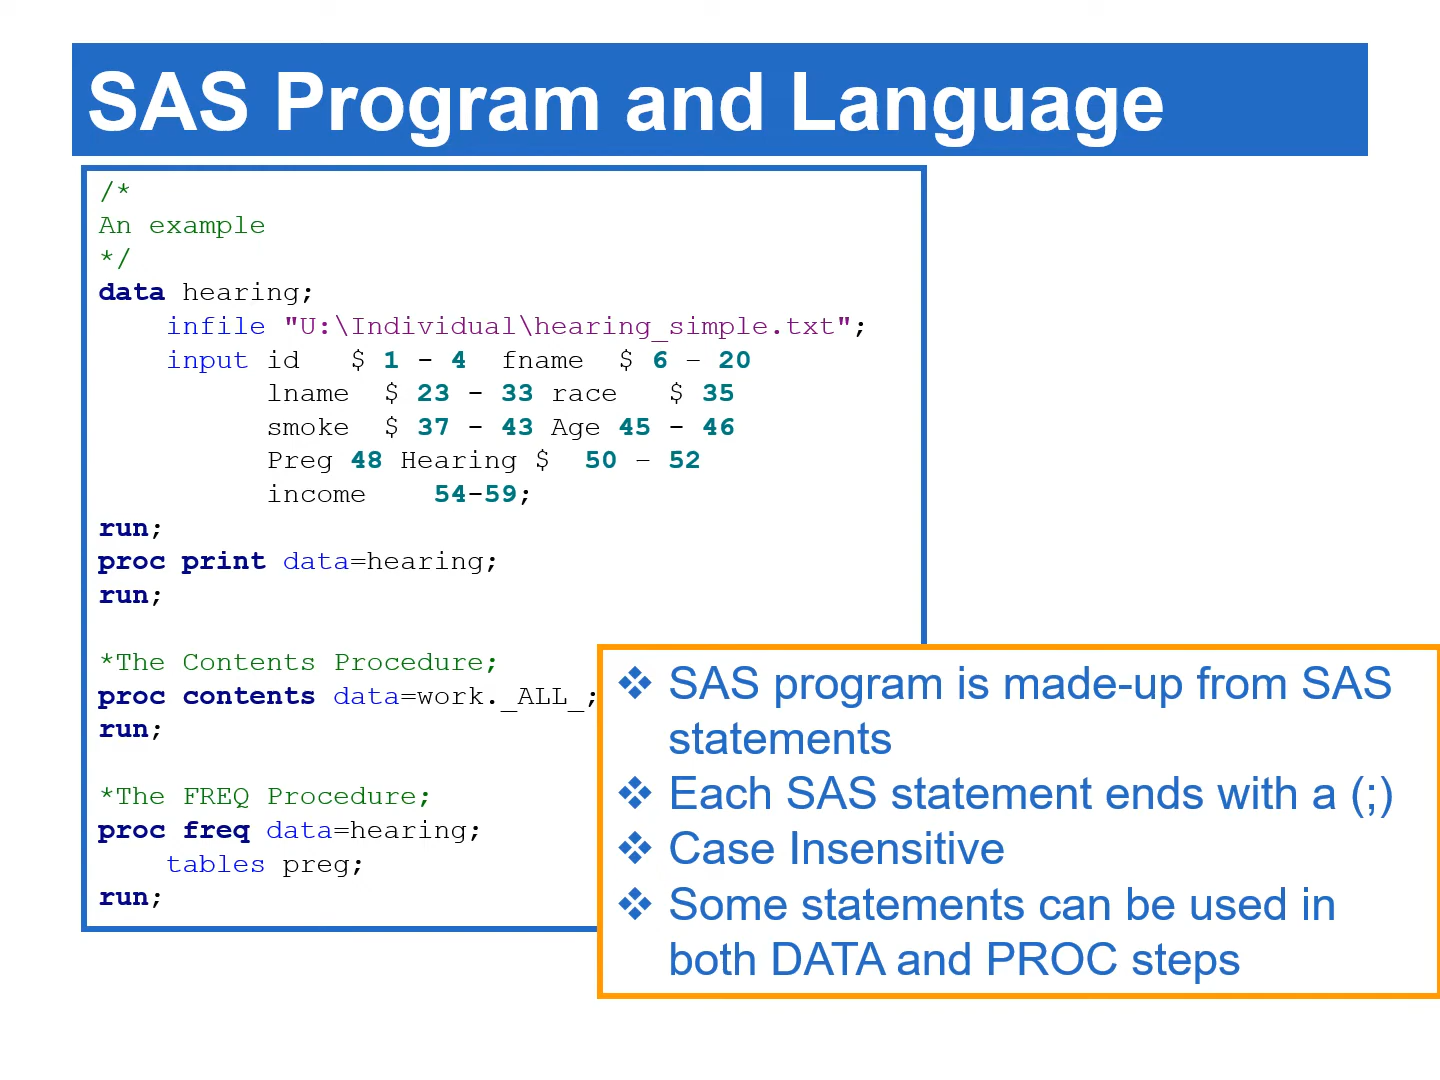 SAS Program and Language
/*
An example
*/
data hearing;
infile "U:\Individual\hearing_simple.txt";
input id $ 1 - 4 fname $ 6 – 20
lname $ 23 - 33 race $ 35
smoke $ 37 - 43 Age 45 - 46
Preg 48 Hearing $ 50 – 52
income 54-59;
run;
proc print data=hearing;
run;
*The Contents Procedure;
proc contents data=work._ALL_;
run;
*The FREQ Procedure;
proc freq data=hearing;
tables preg;
run;
❖ SAS program is made-up from SAS
statements
❖ Each SAS statement ends with a (;)
❖ Case Insensitive
❖ Some statements can be used in
both DATA and PROC steps